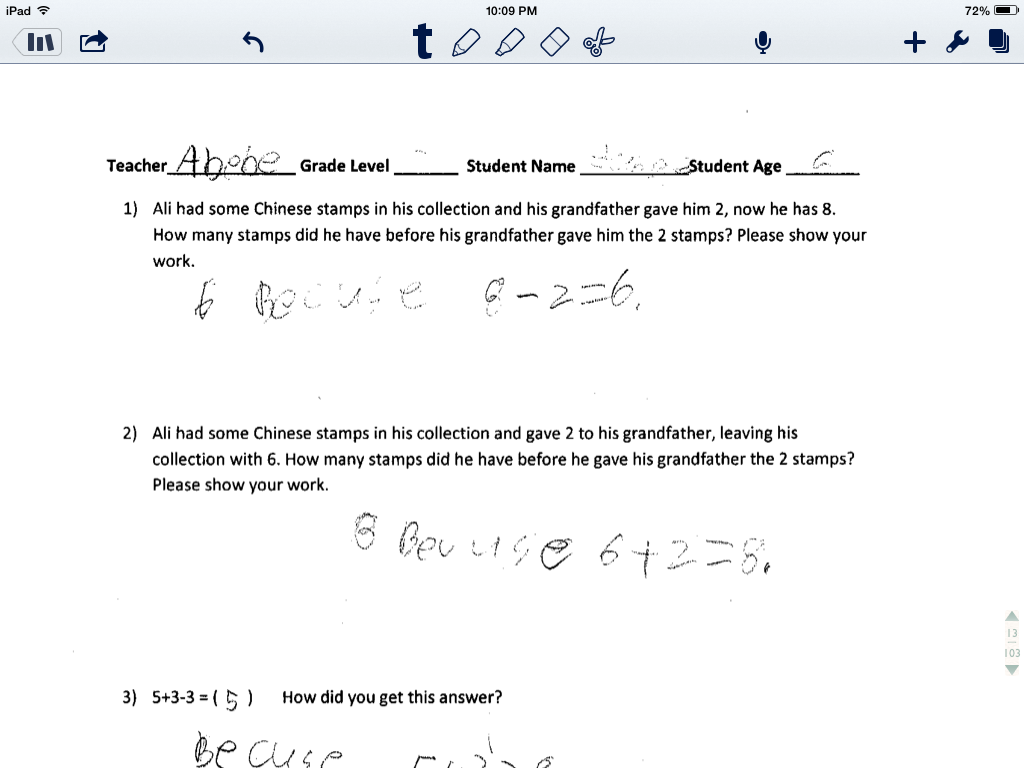 iPad 10:09 PM 72%
t
Teacher Abebe Grade Level Student Name Student Age 6
1) Ali had some Chinese stamps in his collection and his grandfather gave him 2, now he has 8.
How many stamps did he have before his grandfather gave him the 2 stamps? Please show your
work.
6 Becuse 8-2=6.
2) Ali had some Chinese stamps in his collection and gave 2 to his grandfather, leaving his
collection with 6. How many stamps did he have before he gave his grandfather the 2 stamps?
Please show your work.
8 Becuse 6+2=8.
13
103
3) 5+3-3 = ( 5 ) How did you get this answer?
Becuse